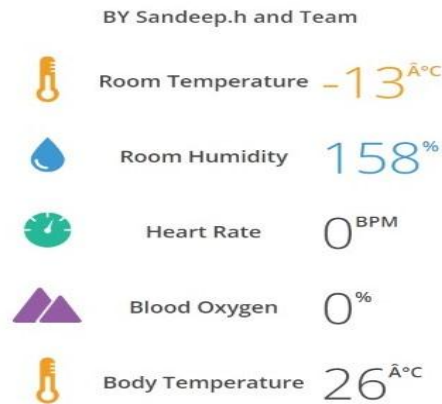 BY Sandeep.h and Team
Room Temperature -13Â°C
Room Humidity 158%
Heart Rate 0BPM
Blood Oxygen 0%
Body Temperature 26Â°C